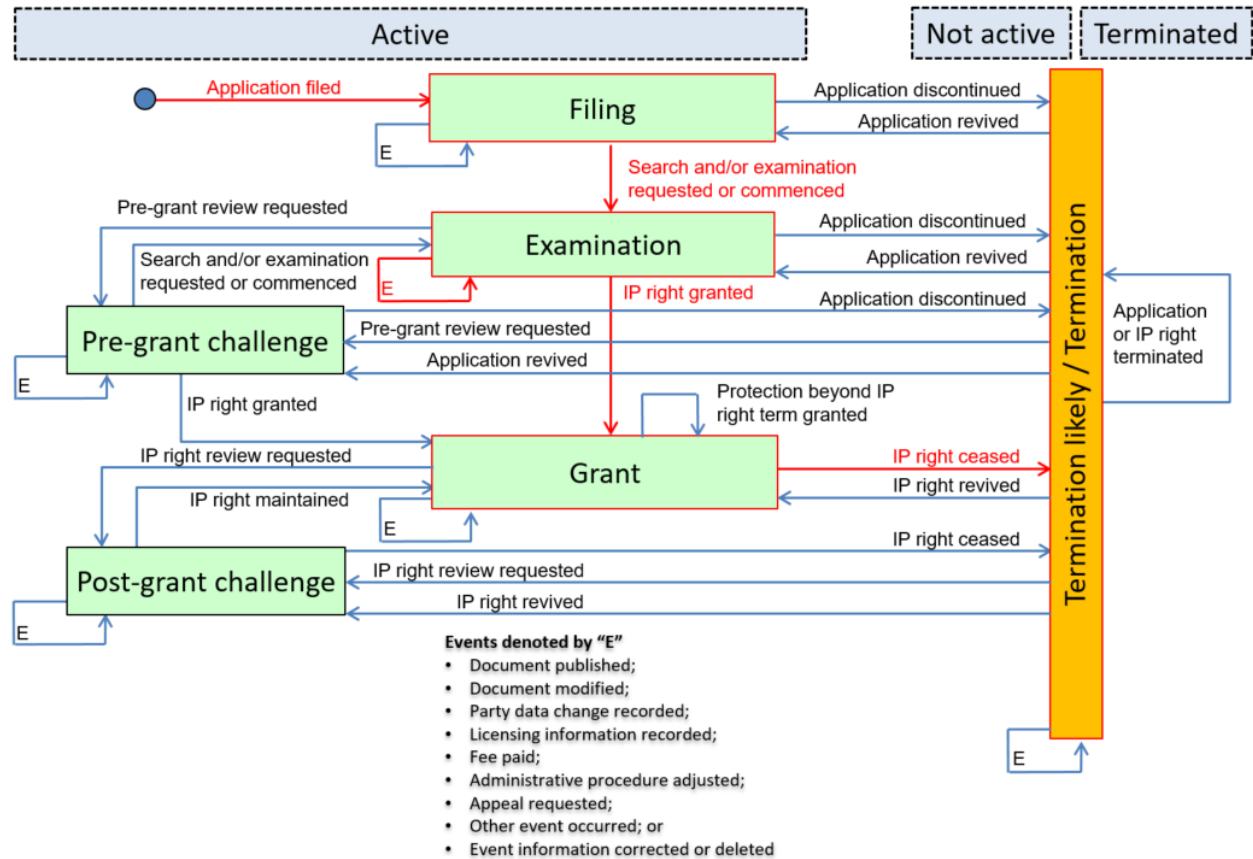 Active
Not active
Terminated
Application filed
Filing
Application discontinued
Application revived
E
Search and/or examination
requested or commenced
Pre-grant review requested
Examination
Application discontinued
Search and/or examination
requested or commenced
E
Application revived
IP right granted
Application discontinued
Pre-grant challenge
Pre-grant review requested
Application revived
E
Application
or IP right
terminated
Termination likely / Termination
IP right granted
Protection beyond IP
right term granted
IP right review requested
Grant
IP right ceased
IP right maintained
IP right revived
E
IP right ceased
Post-grant challenge
IP right review requested
IP right revived
E
Events denoted by “E”
• Document published;
• Document modified;
• Party data change recorded;
• Licensing information recorded;
• Fee paid;
• Administrative procedure adjusted;
• Appeal requested;
• Other event occurred; or
• Event information corrected or deleted
E